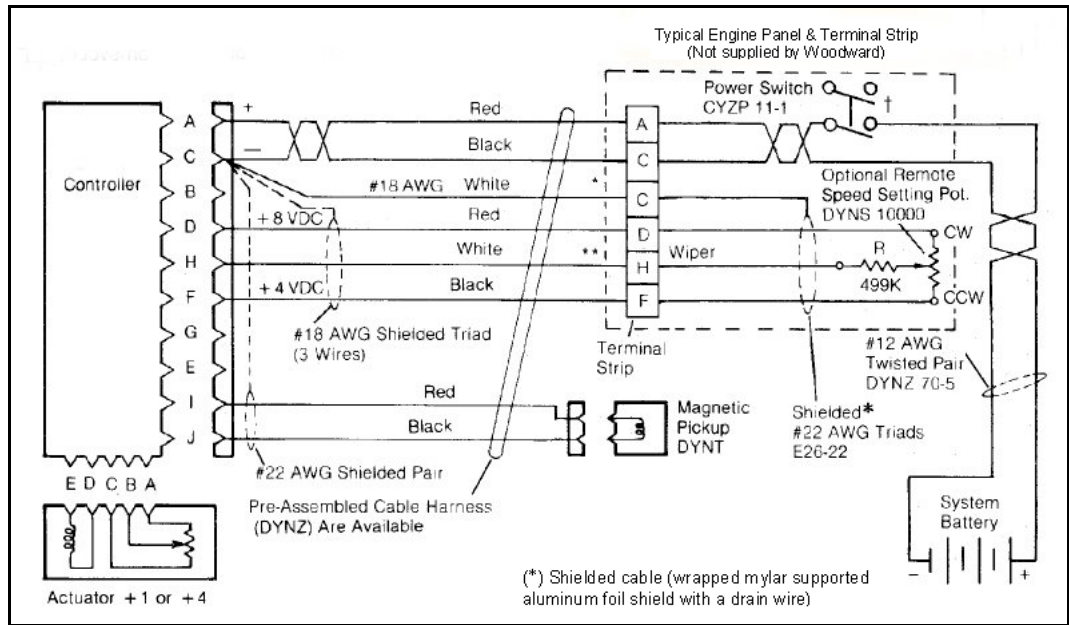 Typical Engine Panel & Terminal Strip
(Not supplied by Woodward)
Power Switch
CYZP 11-1
†
Controller
A
C
B
D
H
F
G
E
I
J
+
—
Red
Black
#18 AWG White *
+ 8 VDC
Red
White **
+ 4 VDC
Black
#18 AWG Shielded Triad
(3 Wires)
Red
Black
#22 AWG Shielded Pair
Pre-Assembled Cable Harness
(DYNZ) Are Available
A
C
C
D
H
F
Terminal
Strip
Wiper
R
499K
Optional Remote
Speed Setting Pot.
DYNS 10000
CW
CCW
#12 AWG
Twisted Pair
DYNZ 70-5
Magnetic
Pickup
DYNT
Shielded*
#22 AWG Triads
E26-22
System
Battery
-
+
E D C B A
Actuator + 1 or + 4
(*) Shielded cable (wrapped mylar supported
aluminum foil shield with a drain wire)